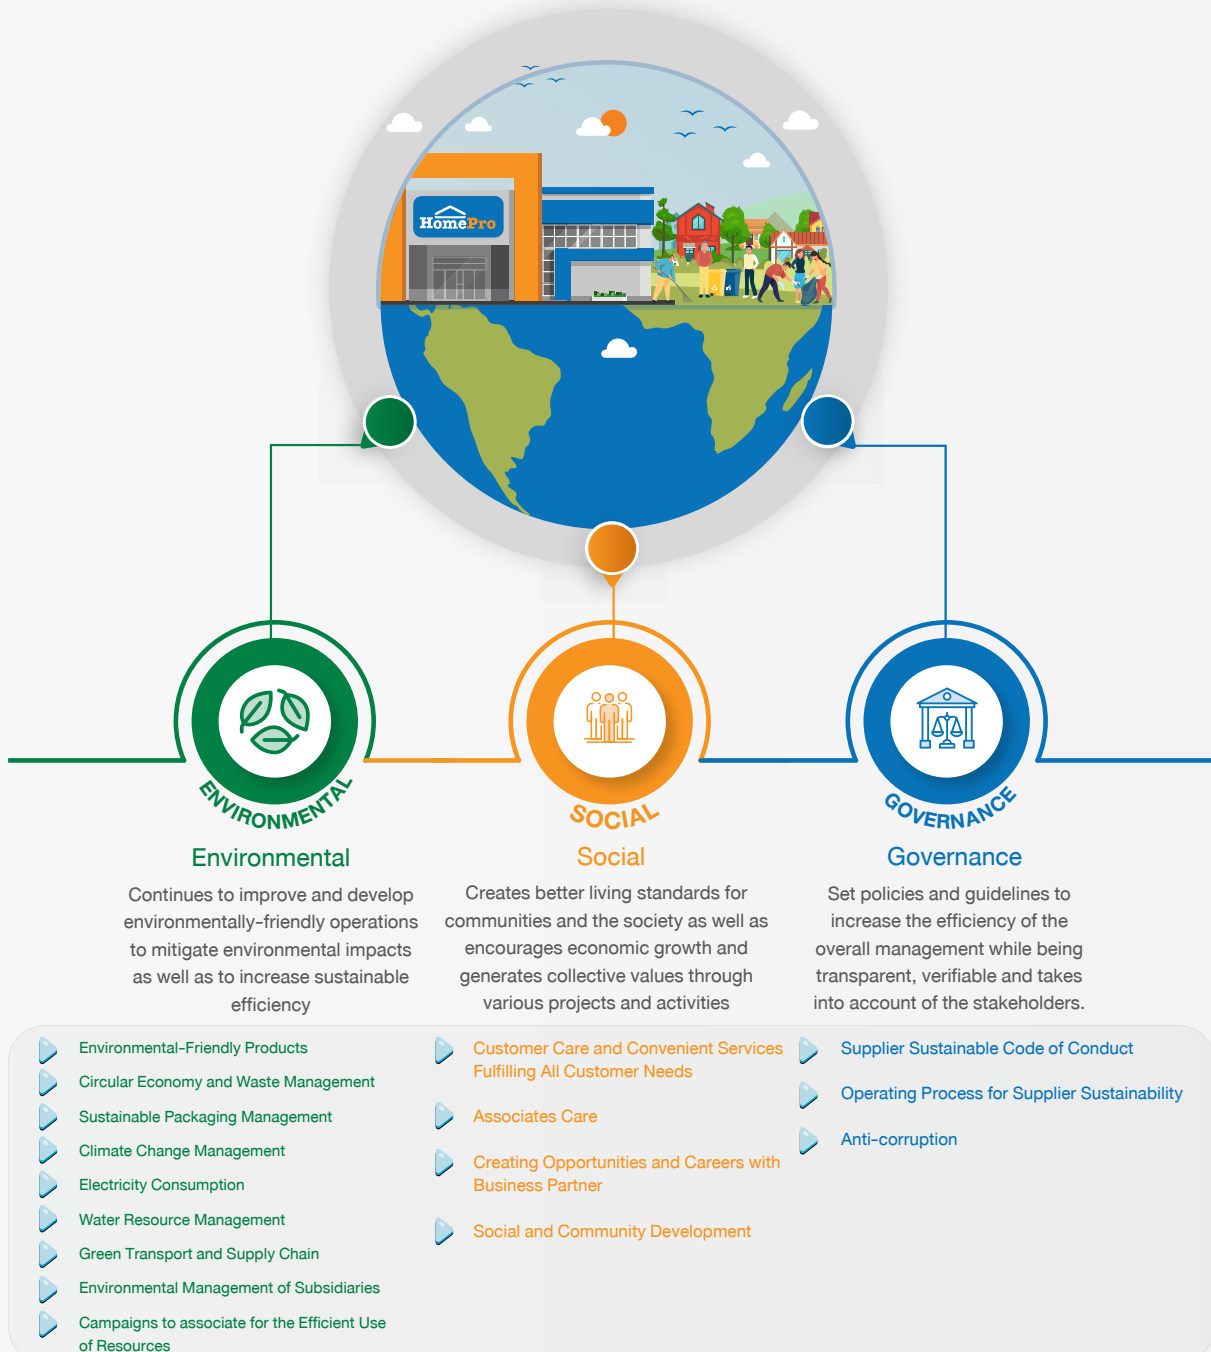 HomePro
ENVIRONMENTAL
SOCIAL
GOVERNANCE
Environmental
Continues to improve and develop
environmentally-friendly operations
to mitigate environmental impacts
as well as to increase sustainable
efficiency
Social
Creates better living standards for
communities and the society as well as
encourages economic growth and
generates collective values through
various projects and activities
Governance
Set policies and guidelines to
increase the efficiency of the
overall management while being
transparent, verifiable and takes
into account of the stakeholders.
Environmental-Friendly Products
Circular Economy and Waste Management
Sustainable Packaging Management
Climate Change Management
Electricity Consumption
Water Resource Management
Green Transport and Supply Chain
Environmental Management of Subsidiaries
Campaigns to associate for the Efficient Use
of Resources
Customer Care and Convenient Services
Fulfilling All Customer Needs
Associates Care
Creating Opportunities and Careers with
Business Partner
Social and Community Development
Supplier Sustainable Code of Conduct
Operating Process for Supplier Sustainability
Anti-corruption